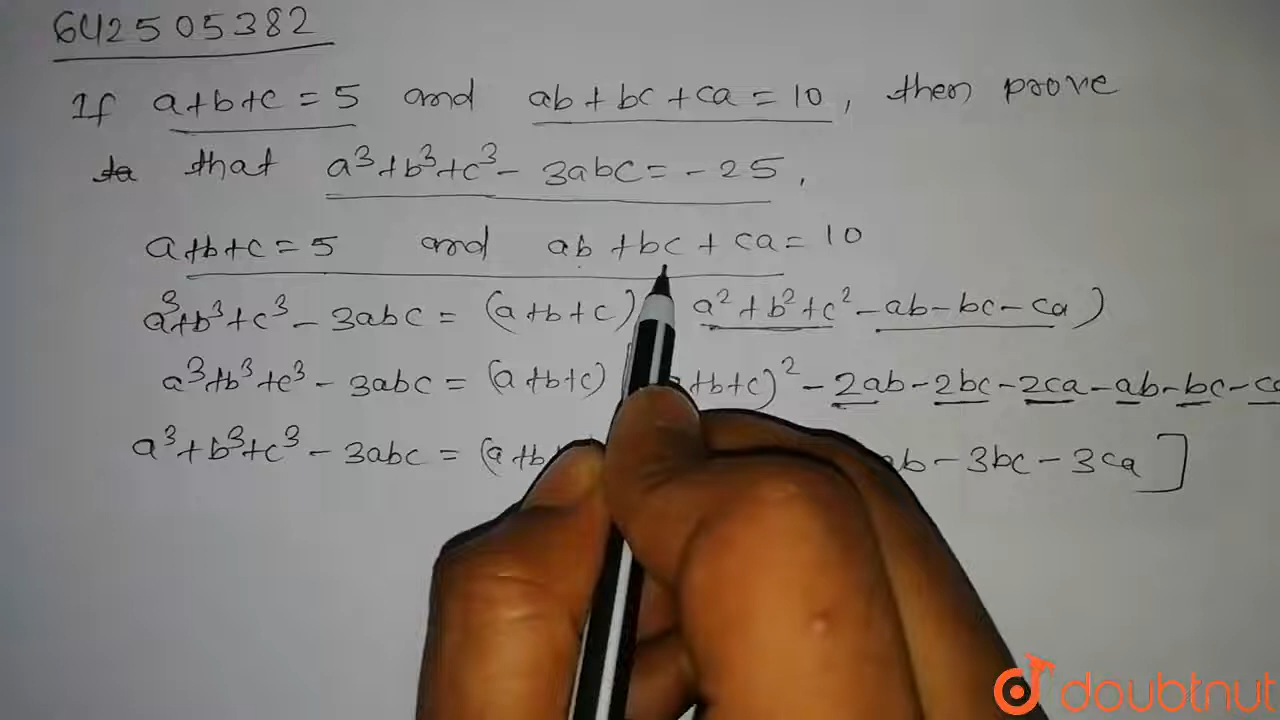 642505382
If a+b+c = 5 and ab+bc+ca = 10, then prove
that a³+b³+c³ - 3abc = -25,
a+b+c = 5 and ab+bc+ca = 10
a³+b³+c³ - 3abc = (a+b+c) a²+b²+c² -ab-bc-ca)
a³+b³+c³ - 3abc = (a+b+c) +b+c)² -2ab-2bc-2ca-ab-bc-ca
a³+b³+c³ - 3abc = (a+b b - 3bc - 3ca]
doubtnut